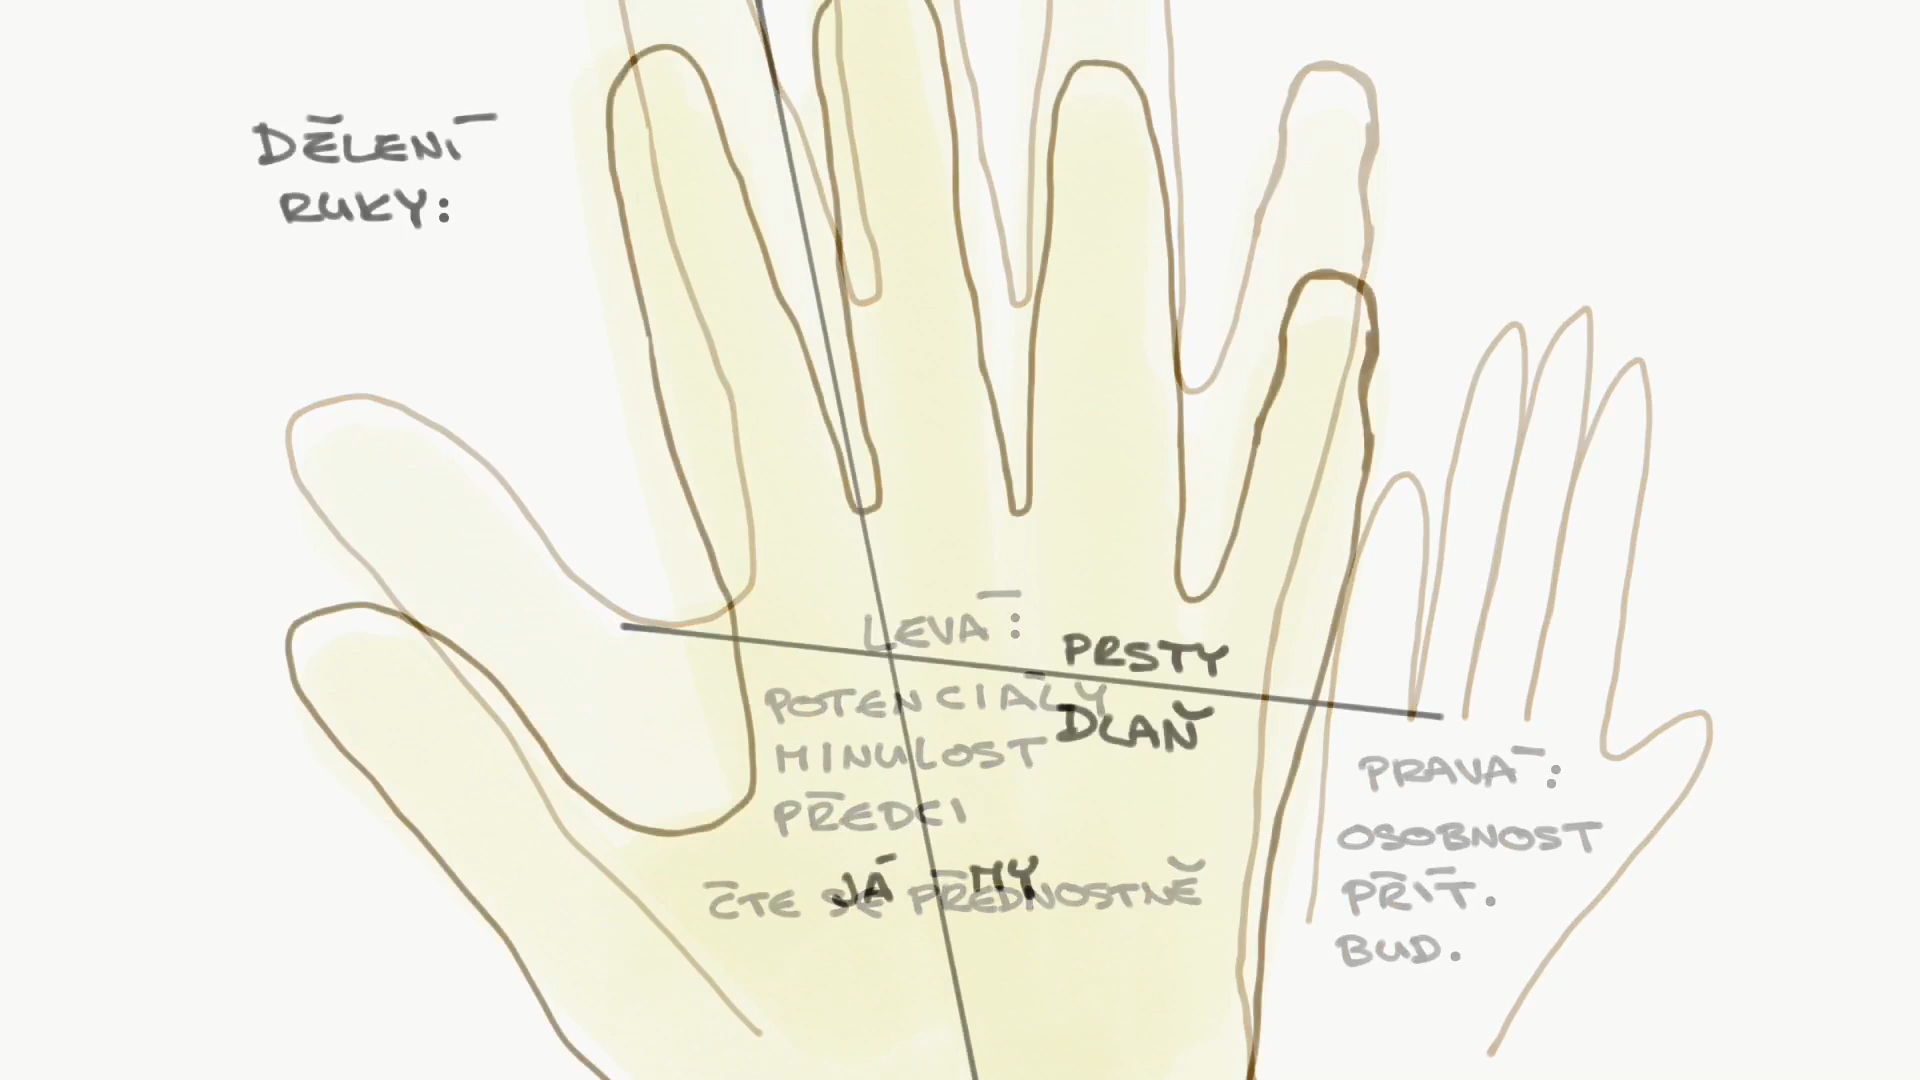 DĚLENÍ
RUKY:
LEVÁ:
PRSTY
POTENCIÁLY
DLAŇ
MINULOST
PŘEDCI
JÁ MY
ČTE SE PŘEDNOSTNĚ
PRAVÁ:
OSOBNOST
PŘÍT.
BUD.